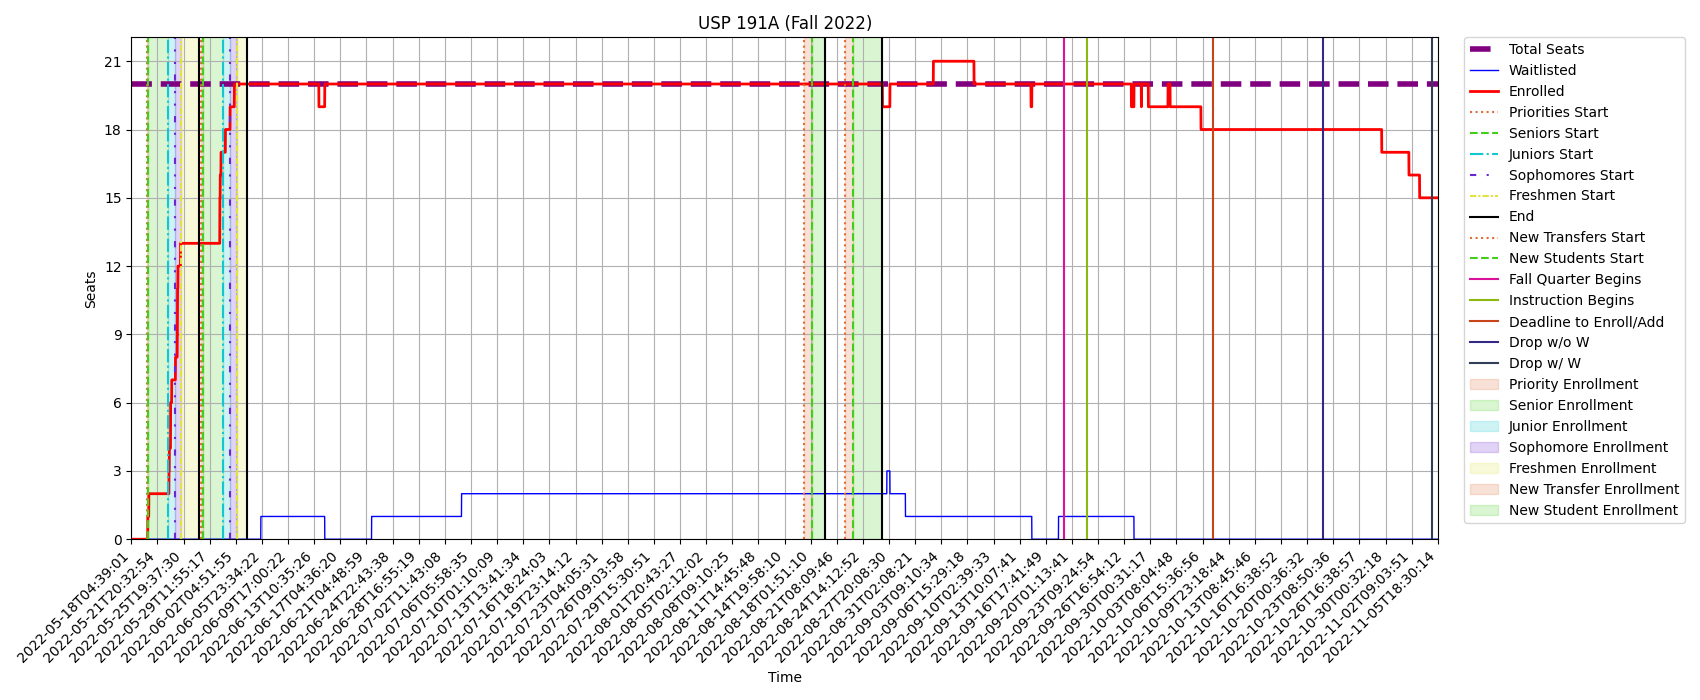 USP 191A (Fall 2022)
Seats
21
18
15
12
9
6
3
0
2022-05-18T04:39:01
2022-05-21T20:32:54
2022-05-25T19:37:30
2022-05-29T11:55:17
2022-06-02T04:51:55
2022-06-05T23:34:22
2022-06-09T17:00:22
2022-06-13T10:35:26
2022-06-17T04:36:20
2022-06-21T04:48:59
2022-06-24T22:43:38
2022-06-28T16:55:19
2022-07-02T11:43:08
2022-07-06T05:58:35
2022-07-10T01:10:09
2022-07-13T13:41:34
2022-07-16T18:24:03
2022-07-19T23:14:12
2022-07-23T04:05:31
2022-07-26T09:03:58
2022-07-29T15:30:51
2022-08-01T20:43:27
2022-08-05T02:12:02
2022-08-08T09:10:25
2022-08-11T14:45:48
2022-08-14T19:58:10
2022-08-18T01:51:10
2022-08-21T08:09:46
2022-08-24T14:12:52
2022-08-27T20:08:30
2022-08-31T02:08:21
2022-09-03T09:10:34
2022-09-06T15:29:18
2022-09-10T02:39:33
2022-09-13T10:07:41
2022-09-16T17:41:49
2022-09-20T01:13:41
2022-09-23T09:24:54
2022-09-26T16:54:12
2022-09-30T00:31:17
2022-10-03T08:04:48
2022-10-06T15:36:56
2022-10-09T23:18:44
2022-10-13T08:45:46
2022-10-16T16:38:52
2022-10-20T00:36:32
2022-10-23T08:50:36
2022-10-26T16:38:57
2022-10-30T00:32:18
2022-11-02T09:03:51
2022-11-05T18:30:14
Time
Total Seats
Waitlisted
Enrolled
Priorities Start
Seniors Start
Juniors Start
Sophomores Start
Freshmen Start
End
New Transfers Start
New Students Start
Fall Quarter Begins
Instruction Begins
Deadline to Enroll/Add
Drop w/o W
Drop w/ W
Priority Enrollment
Senior Enrollment
Junior Enrollment
Sophomore Enrollment
Freshmen Enrollment
New Transfer Enrollment
New Student Enrollment